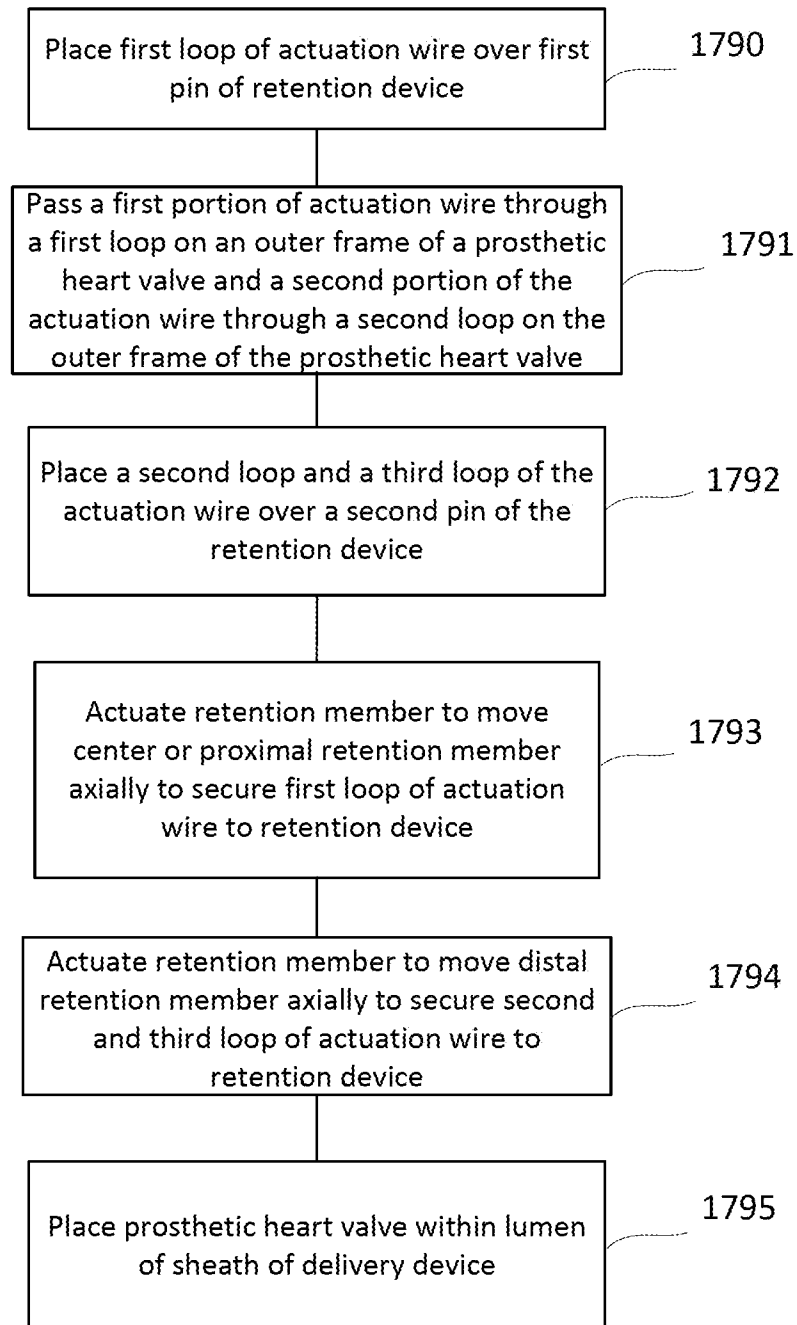 Place first loop of actuation wire over first
pin of retention device
1790
Pass a first portion of actuation wire through
a first loop on an outer frame of a prosthetic
heart valve and a second portion of the
actuation wire through a second loop on the
outer frame of the prosthetic heart valve
1791
Place a second loop and a third loop of the
actuation wire over a second pin of the
retention device
1792
Actuate retention member to move
center or proximal retention member
axially to secure first loop of actuation
wire to retention device
1793
Actuate retention member to move distal
retention member axially to secure second
and third loop of actuation wire to
retention device
1794
Place prosthetic heart valve within lumen
of sheath of delivery device
1795